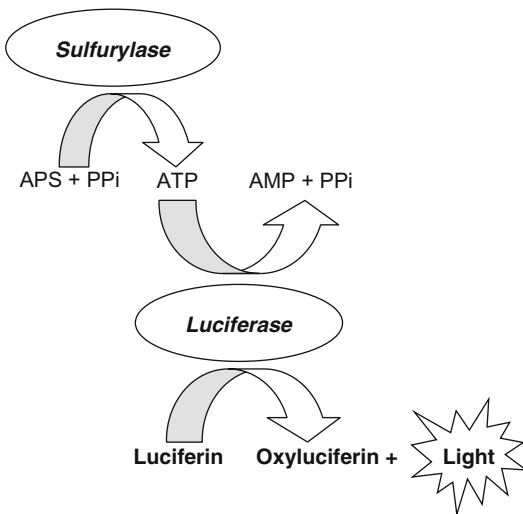 Sulfurylase
APS + PPi ATP AMP + PPi
Luciferase
Luciferin Oxyluciferin + Light